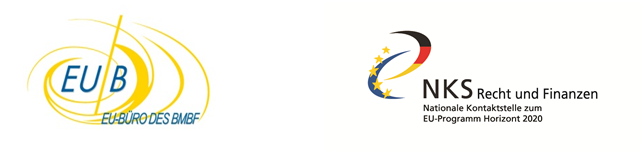 EUB
EU-BÜRO DES BMBF
NKS Recht und Finanzen
Nationale Kontaktstelle zum
EU-Programm Horizont 2020